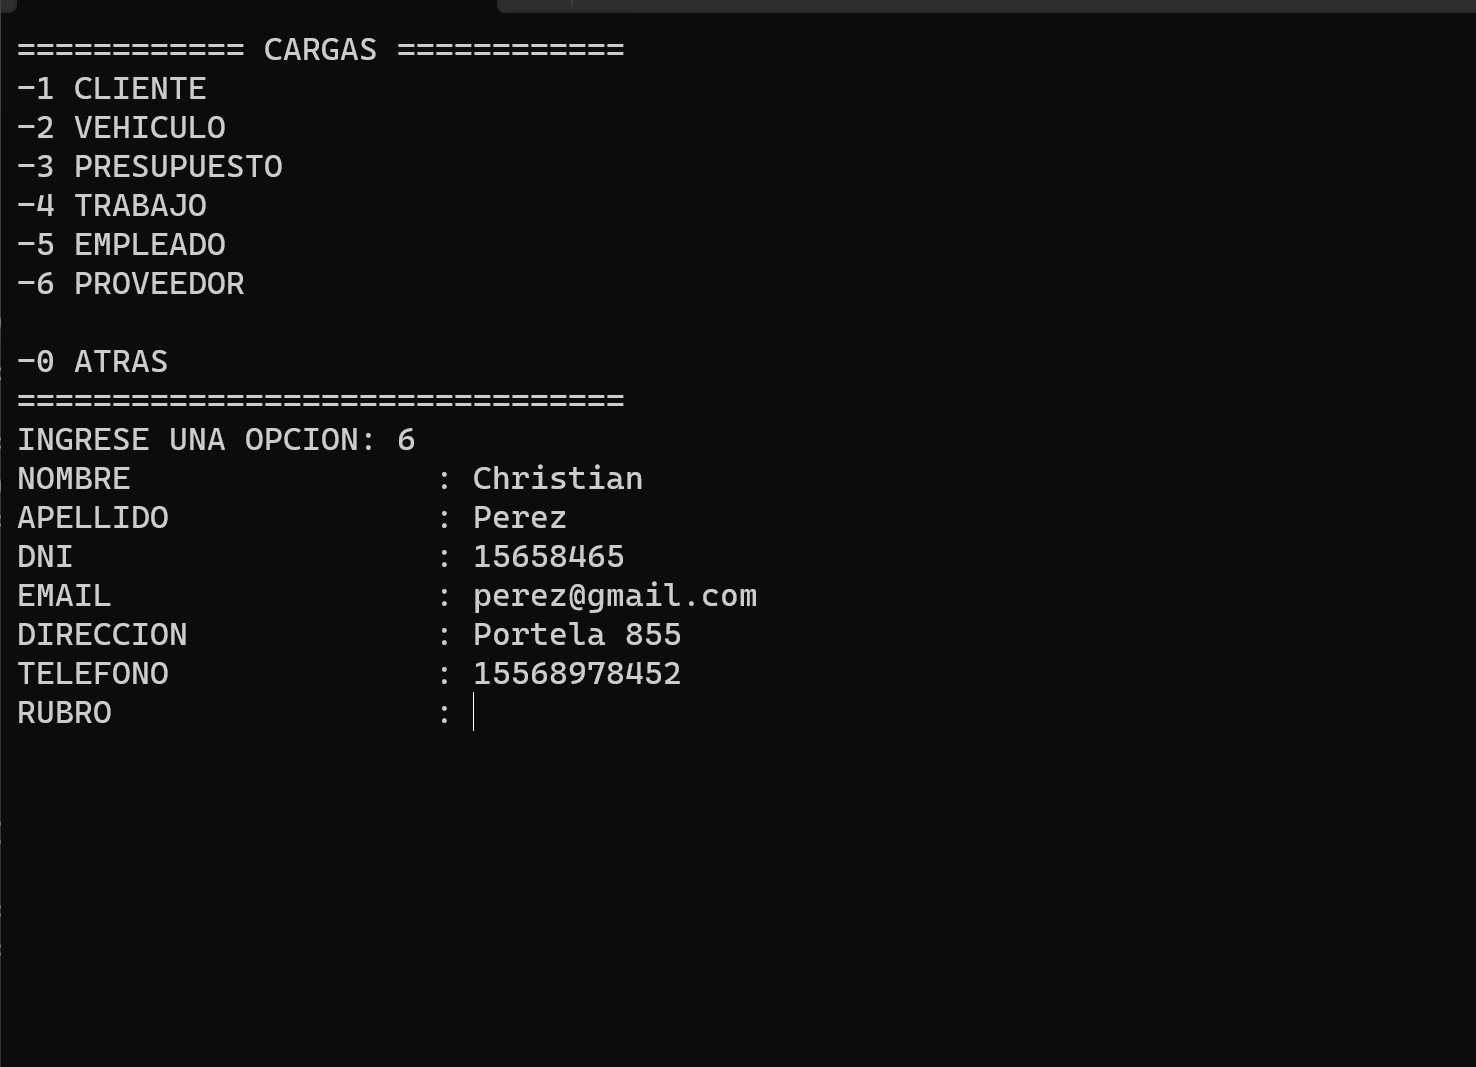 ============ CARGAS ============
-1 CLIENTE
-2 VEHICULO
-3 PRESUPUESTO
-4 TRABAJO
-5 EMPLEADO
-6 PROVEEDOR
-0 ATRAS
================================
INGRESE UNA OPCION: 6
NOMBRE : Christian
APELLIDO : Perez
DNI : 15658465
EMAIL : perez@gmail.com
DIRECCION : Portela 855
TELEFONO : 15568978452
RUBRO :